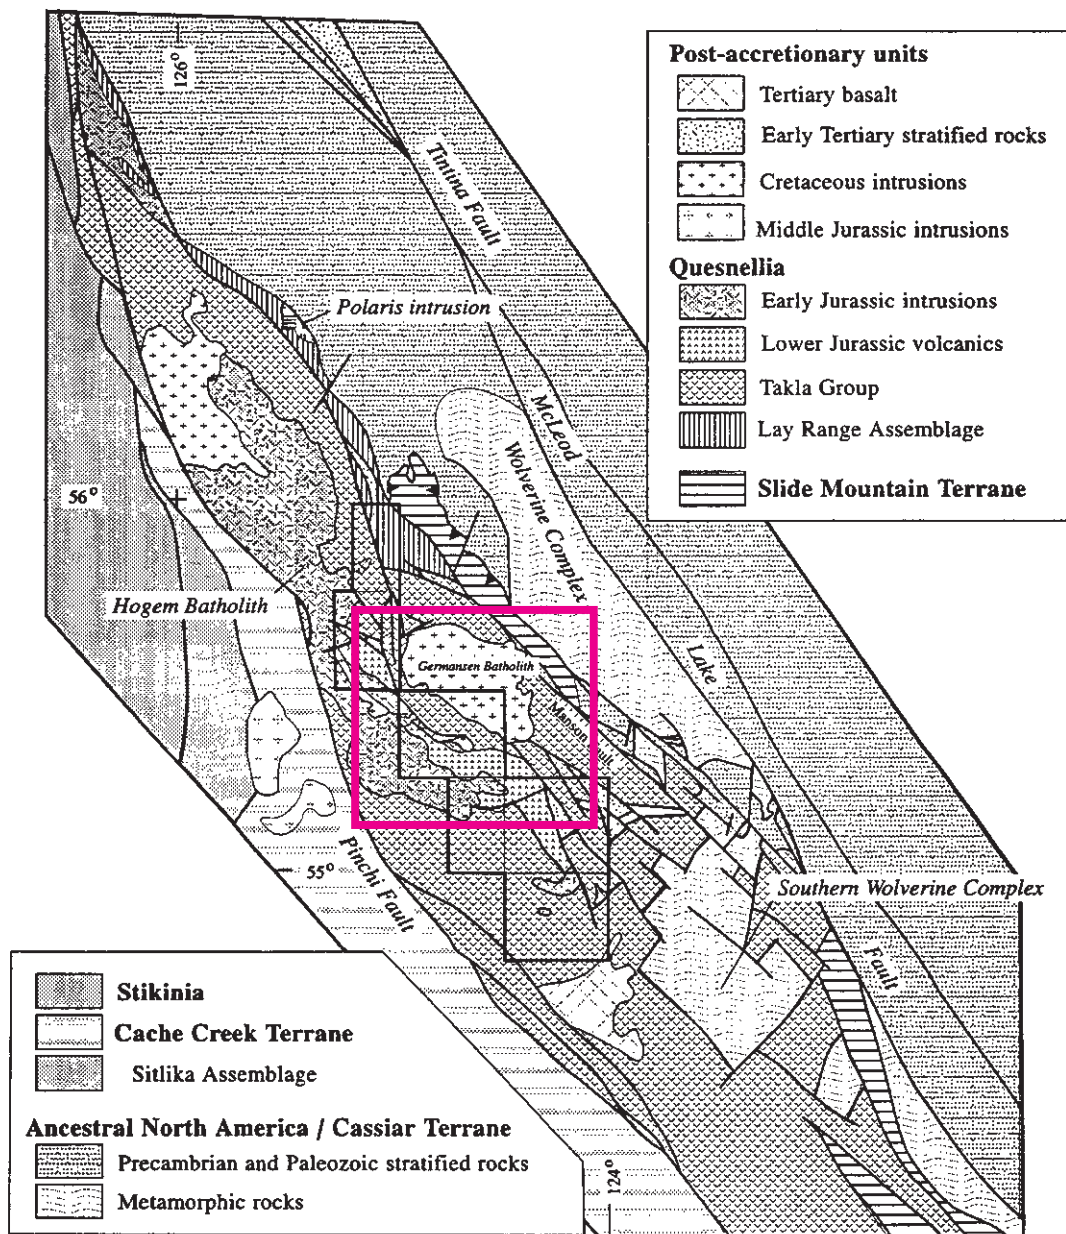 126°
Tintina Fault
Polaris intrusion
McLeod
Wolverine Complex
56°
Hogem Batholith
Germansen Batholith
Lake
Manson Fault
Pinchi Fault
55°
Southern Wolverine Complex
Fault
124°
Post-accretionary units
Tertiary basalt
Early Tertiary stratified rocks
Cretaceous intrusions
Middle Jurassic intrusions
Quesnellia
Early Jurassic intrusions
Lower Jurassic volcanics
Takla Group
Lay Range Assemblage
Slide Mountain Terrane
Stikinia
Cache Creek Terrane
Sitlika Assemblage
Ancestral North America / Cassiar Terrane
Precambrian and Paleozoic stratified rocks
Metamorphic rocks